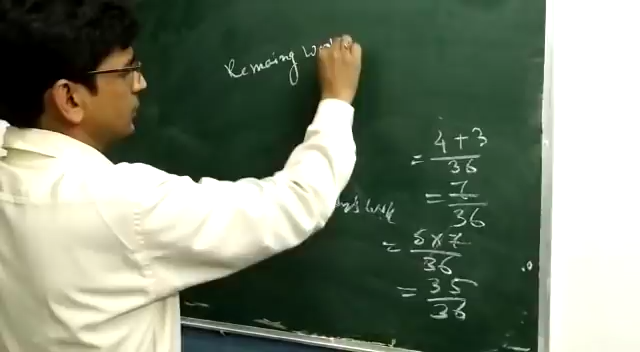 Remaing
= 4 + 3 / 36
= 7 / 36
= 5 × 7 / 36
= 35 / 36